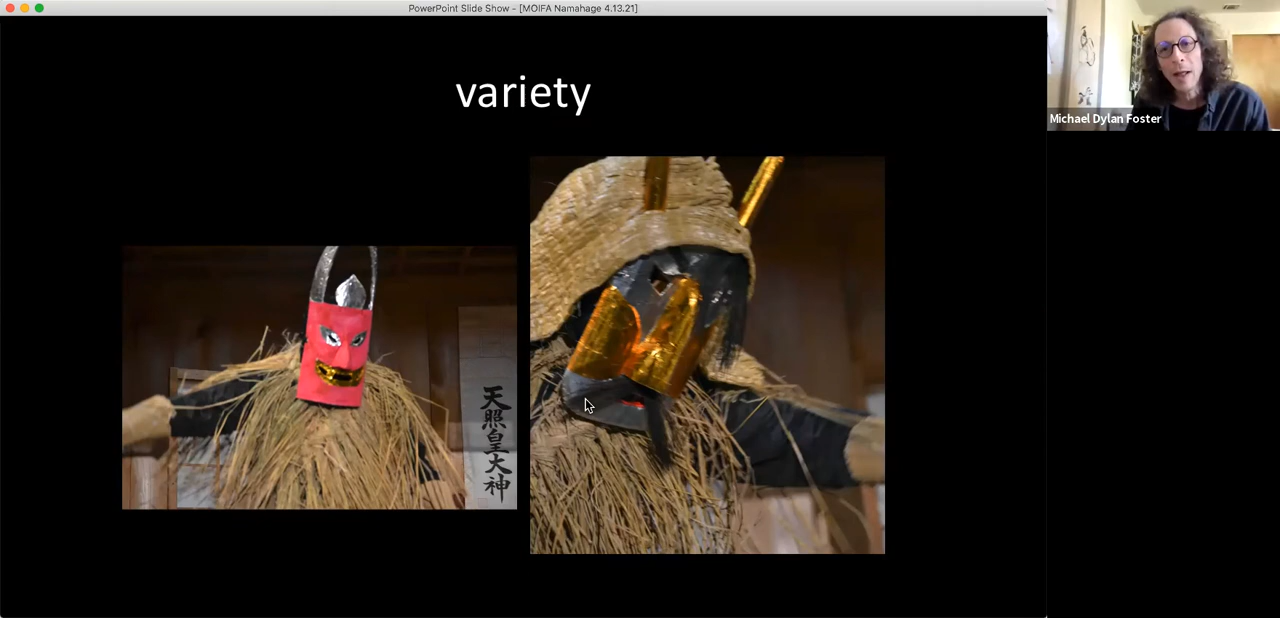 PowerPoint Slide Show - [MOIFA Namahage 4.13.21]
variety
Michael Dylan Foster
天照皇大神